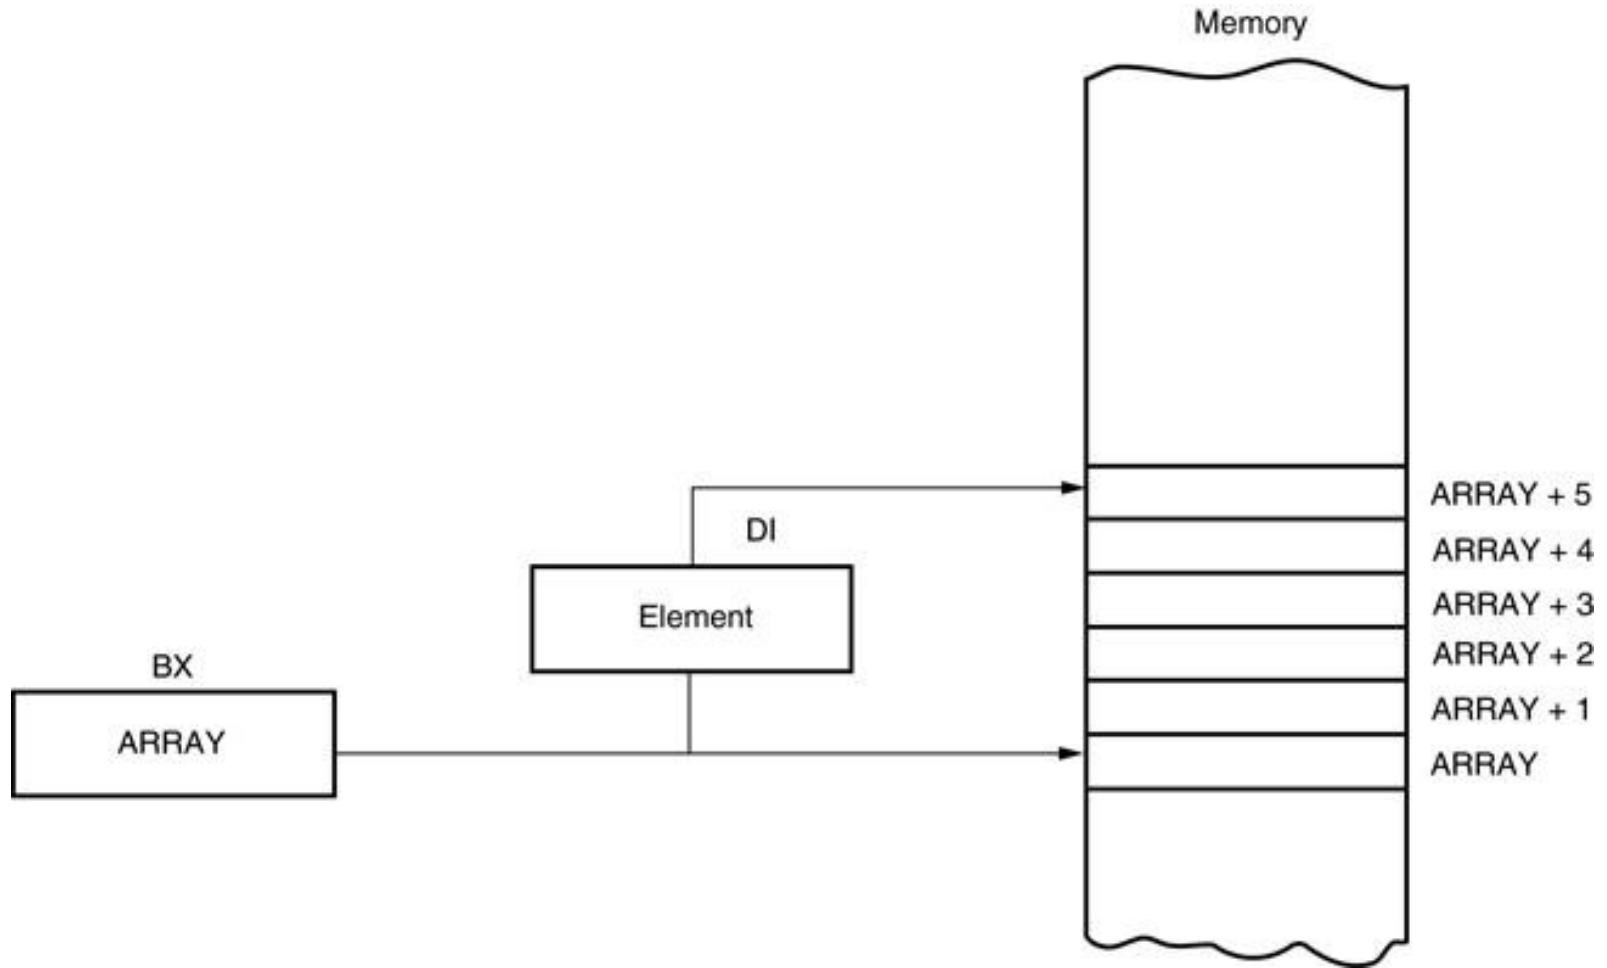 Memory
ARRAY + 5
DI
ARRAY + 4
Element
ARRAY + 3
BX
ARRAY + 2
ARRAY + 1
ARRAY
ARRAY